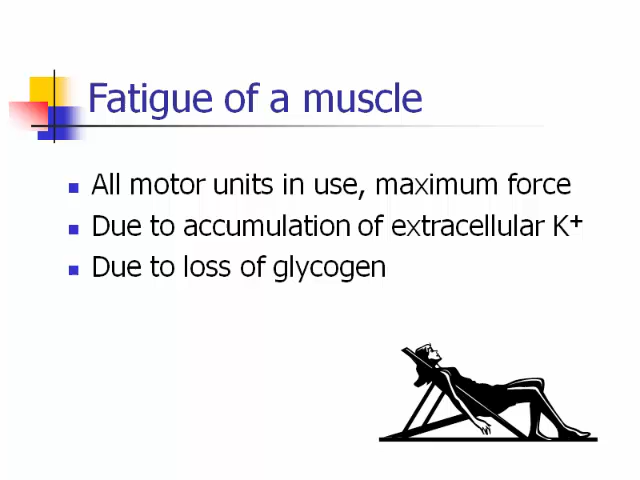 Fatigue of a muscle
All motor units in use, maximum force
Due to accumulation of extracellular K⁺
Due to loss of glycogen